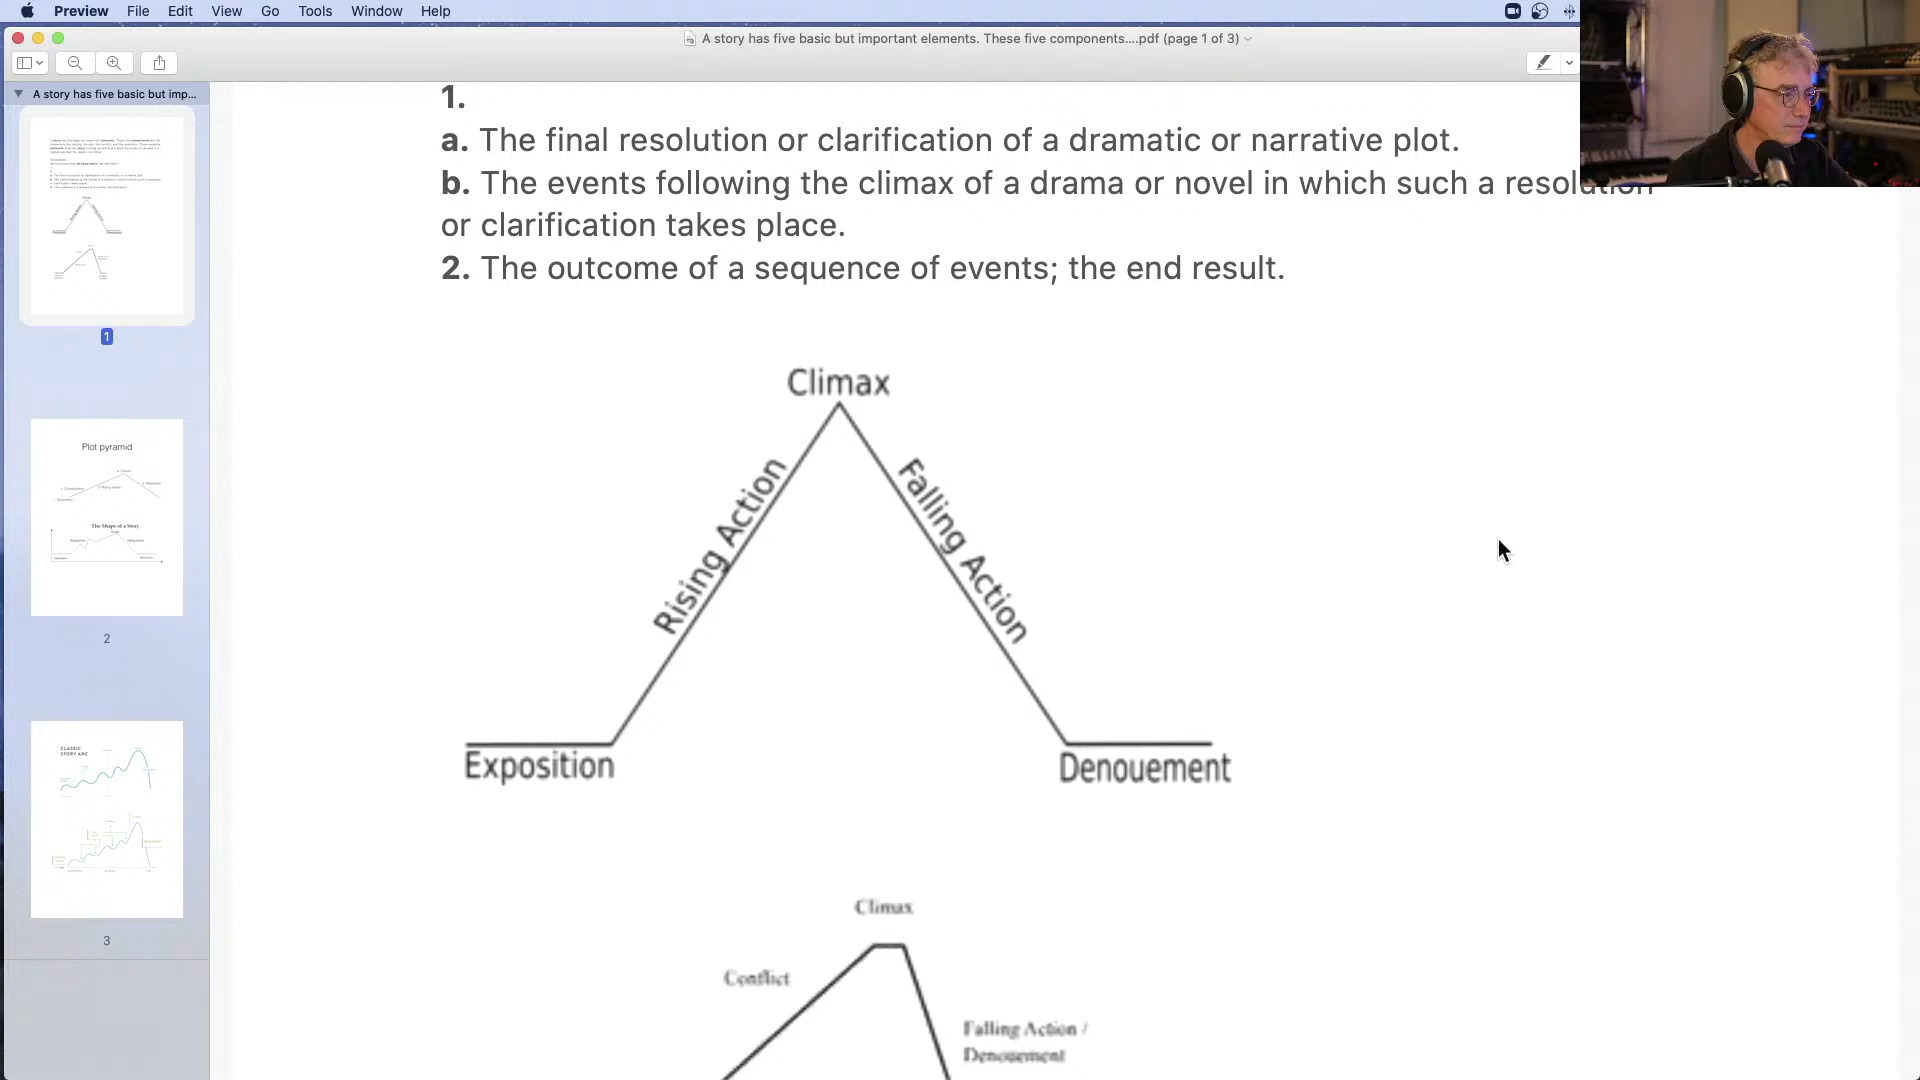 Preview File Edit View Go Tools Window Help
A story has five basic but important elements. These five components....pdf (page 1 of 3)
A story has five basic but imp...
1.
a. The final resolution or clarification of a dramatic or narrative plot.
b. The events following the climax of a drama or novel in which such a resolution
or clarification takes place.
2. The outcome of a sequence of events; the end result.
1
Climax
Rising Action
Falling Action
Exposition
Denouement
Plot pyramid
The Shape of a Story
2
CLASSIC
STORY ARC
3
Climax
Conflict
Falling Action /
Denouement